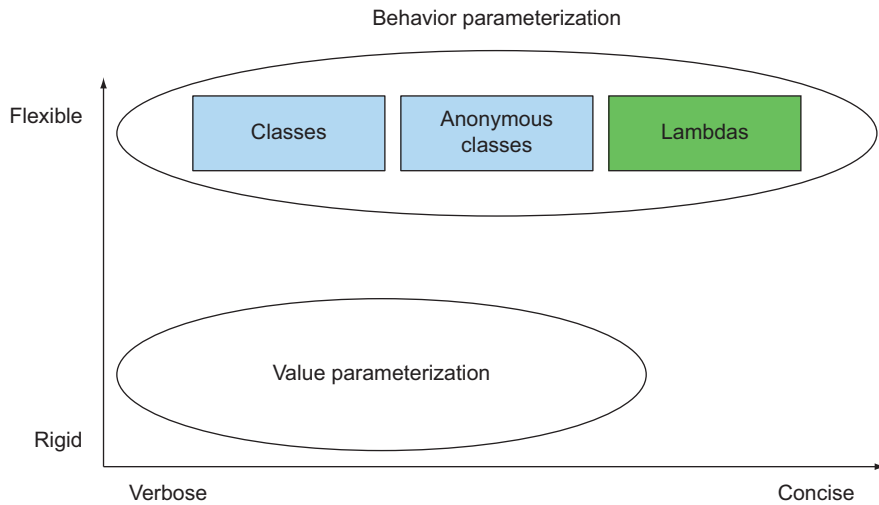 Behavior parameterization
Flexible
Classes
Anonymous
classes
Lambdas
Value parameterization
Rigid
Verbose
Concise